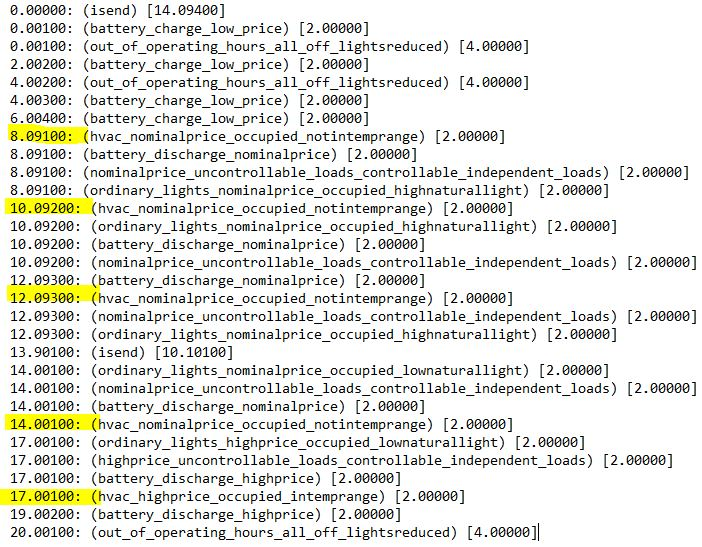 0.00000: (isend) [14.09400]
0.00100: (battery_charge_low_price) [2.00000]
0.00100: (out_of_operating_hours_all_off_lightsreduced) [4.00000]
2.00200: (battery_charge_low_price) [2.00000]
4.00200: (out_of_operating_hours_all_off_lightsreduced) [4.00000]
4.00300: (battery_charge_low_price) [2.00000]
6.00400: (battery_charge_low_price) [2.00000]
8.09100: (hvac_nominalprice_occupied_notintemprange) [2.00000]
8.09100: (battery_discharge_nominalprice) [2.00000]
8.09100: (nominalprice_uncontrollable_loads_controllable_independent_loads) [2.00000]
8.09100: (ordinary_lights_nominalprice_occupied_highnaturallight) [2.00000]
10.09200: (hvac_nominalprice_occupied_notintemprange) [2.00000]
10.09200: (ordinary_lights_nominalprice_occupied_highnaturallight) [2.00000]
10.09200: (battery_discharge_nominalprice) [2.00000]
10.09200: (nominalprice_uncontrollable_loads_controllable_independent_loads) [2.00000]
12.09300: (battery_discharge_nominalprice) [2.00000]
12.09300: (hvac_nominalprice_occupied_notintemprange) [2.00000]
12.09300: (nominalprice_uncontrollable_loads_controllable_independent_loads) [2.00000]
12.09300: (ordinary_lights_nominalprice_occupied_highnaturallight) [2.00000]
13.90100: (isend) [10.10100]
14.00100: (ordinary_lights_nominalprice_occupied_lownaturallight) [2.00000]
14.00100: (nominalprice_uncontrollable_loads_controllable_independent_loads) [2.00000]
14.00100: (battery_discharge_nominalprice) [2.00000]
14.00100: (hvac_nominalprice_occupied_notintemprange) [2.00000]
17.00100: (ordinary_lights_highprice_occupied_lownaturallight) [2.00000]
17.00100: (highprice_uncontrollable_loads_controllable_independent_loads) [2.00000]
17.00100: (battery_discharge_highprice) [2.00000]
17.00100: (hvac_highprice_occupied_intemprange) [2.00000]
19.00200: (battery_discharge_highprice) [2.00000]
20.00100: (out_of_operating_hours_all_off_lightsreduced) [4.00000]